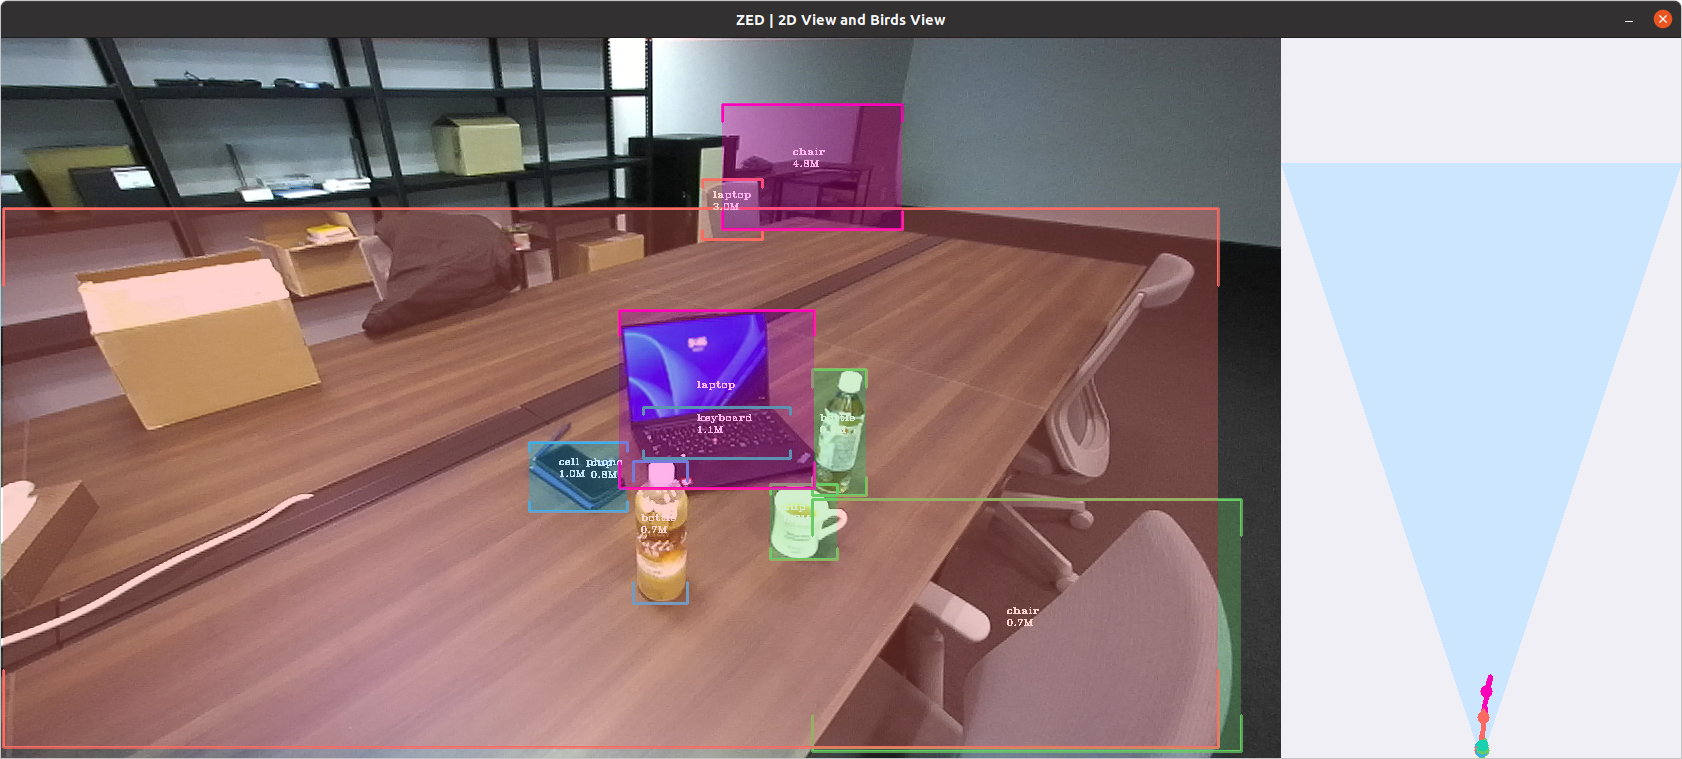 ZED | 2D View and Birds View
chair
4.8M
laptop
3.0M
laptop
keyboard
1.1M
cell phone
1.0M 0.8M
bottle
0.7M
chair
0.7M